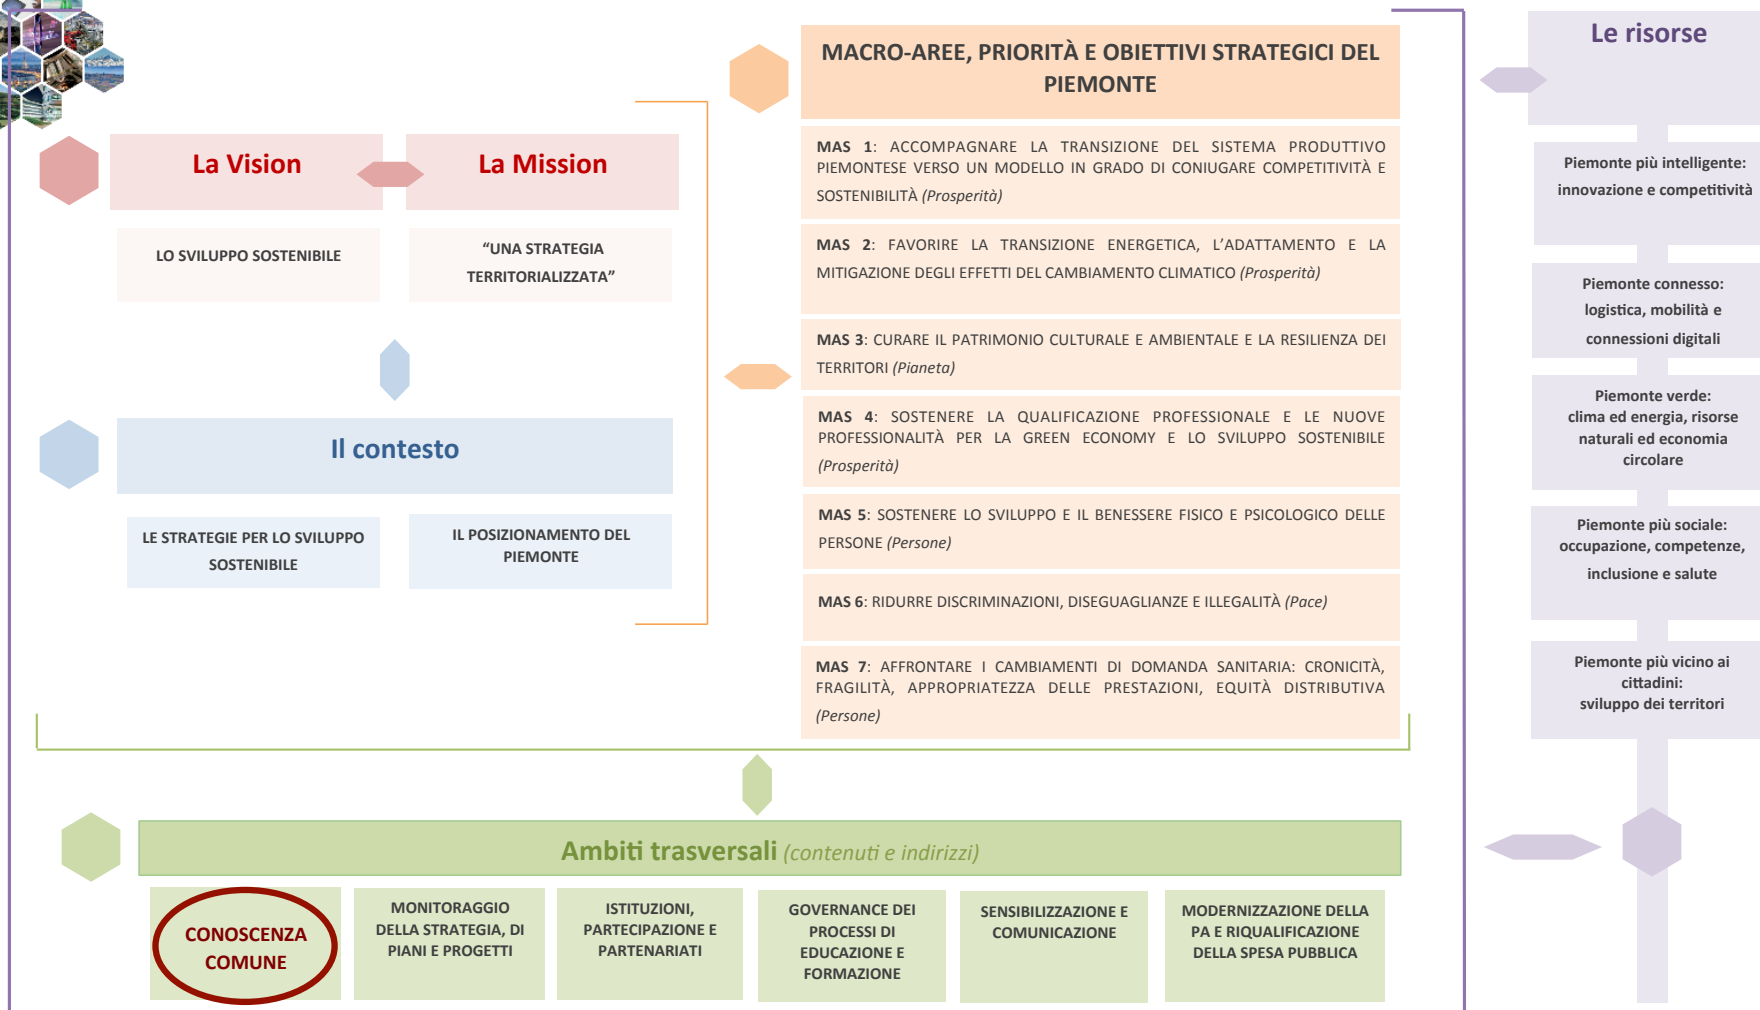 La Vision
La Mission
LO SVILUPPO SOSTENIBILE
“UNA STRATEGIA
TERRITORIALIZZATA”
Il contesto
LE STRATEGIE PER LO SVILUPPO
SOSTENIBILE
IL POSIZIONAMENTO DEL
PIEMONTE
MACRO-AREE, PRIORITÀ E OBIETTIVI STRATEGICI DEL
PIEMONTE
MAS 1: ACCOMPAGNARE LA TRANSIZIONE DEL SISTEMA PRODUTTIVO
PIEMONTESE VERSO UN MODELLO IN GRADO DI CONIUGARE COMPETITIVITÀ E
SOSTENIBILITÀ (Prosperità)
MAS 2: FAVORIRE LA TRANSIZIONE ENERGETICA, L’ADATTAMENTO E LA
MITIGAZIONE DEGLI EFFETTI DEL CAMBIAMENTO CLIMATICO (Prosperità)
MAS 3: CURARE IL PATRIMONIO CULTURALE E AMBIENTALE E LA RESILIENZA DEI
TERRITORI (Pianeta)
MAS 4: SOSTENERE LA QUALIFICAZIONE PROFESSIONALE E LE NUOVE
PROFESSIONALITÀ PER LA GREEN ECONOMY E LO SVILUPPO SOSTENIBILE
(Prosperità)
MAS 5: SOSTENERE LO SVILUPPO E IL BENESSERE FISICO E PSICOLOGICO DELLE
PERSONE (Persone)
MAS 6: RIDURRE DISCRIMINAZIONI, DISEGUAGLIANZE E ILLEGALITÀ (Pace)
MAS 7: AFFRONTARE I CAMBIAMENTI DI DOMANDA SANITARIA: CRONICITÀ,
FRAGILITÀ, APPROPRIATEZZA DELLE PRESTAZIONI, EQUITÀ DISTRIBUTIVA
(Persone)
Le risorse
Piemonte più intelligente:
innovazione e competitività
Piemonte connesso:
logistica, mobilità e
connessioni digitali
Piemonte verde:
clima ed energia, risorse
naturali ed economia
circolare
Piemonte più sociale:
occupazione, competenze,
inclusione e salute
Piemonte più vicino ai
cittadini:
sviluppo dei territori
Ambiti trasversali (contenuti e indirizzi)
CONOSCENZA
COMUNE
MONITORAGGIO
DELLA STRATEGIA, DI
PIANI E PROGETTI
ISTITUZIONI,
PARTECIPAZIONE E
PARTENARIATI
GOVERNANCE DEI
PROCESSI DI
EDUCAZIONE E
FORMAZIONE
SENSIBILIZZAZIONE E
COMUNICAZIONE
MODERNIZZAZIONE DELLA
PA E RIQUALIFICAZIONE
DELLA SPESA PUBBLICA